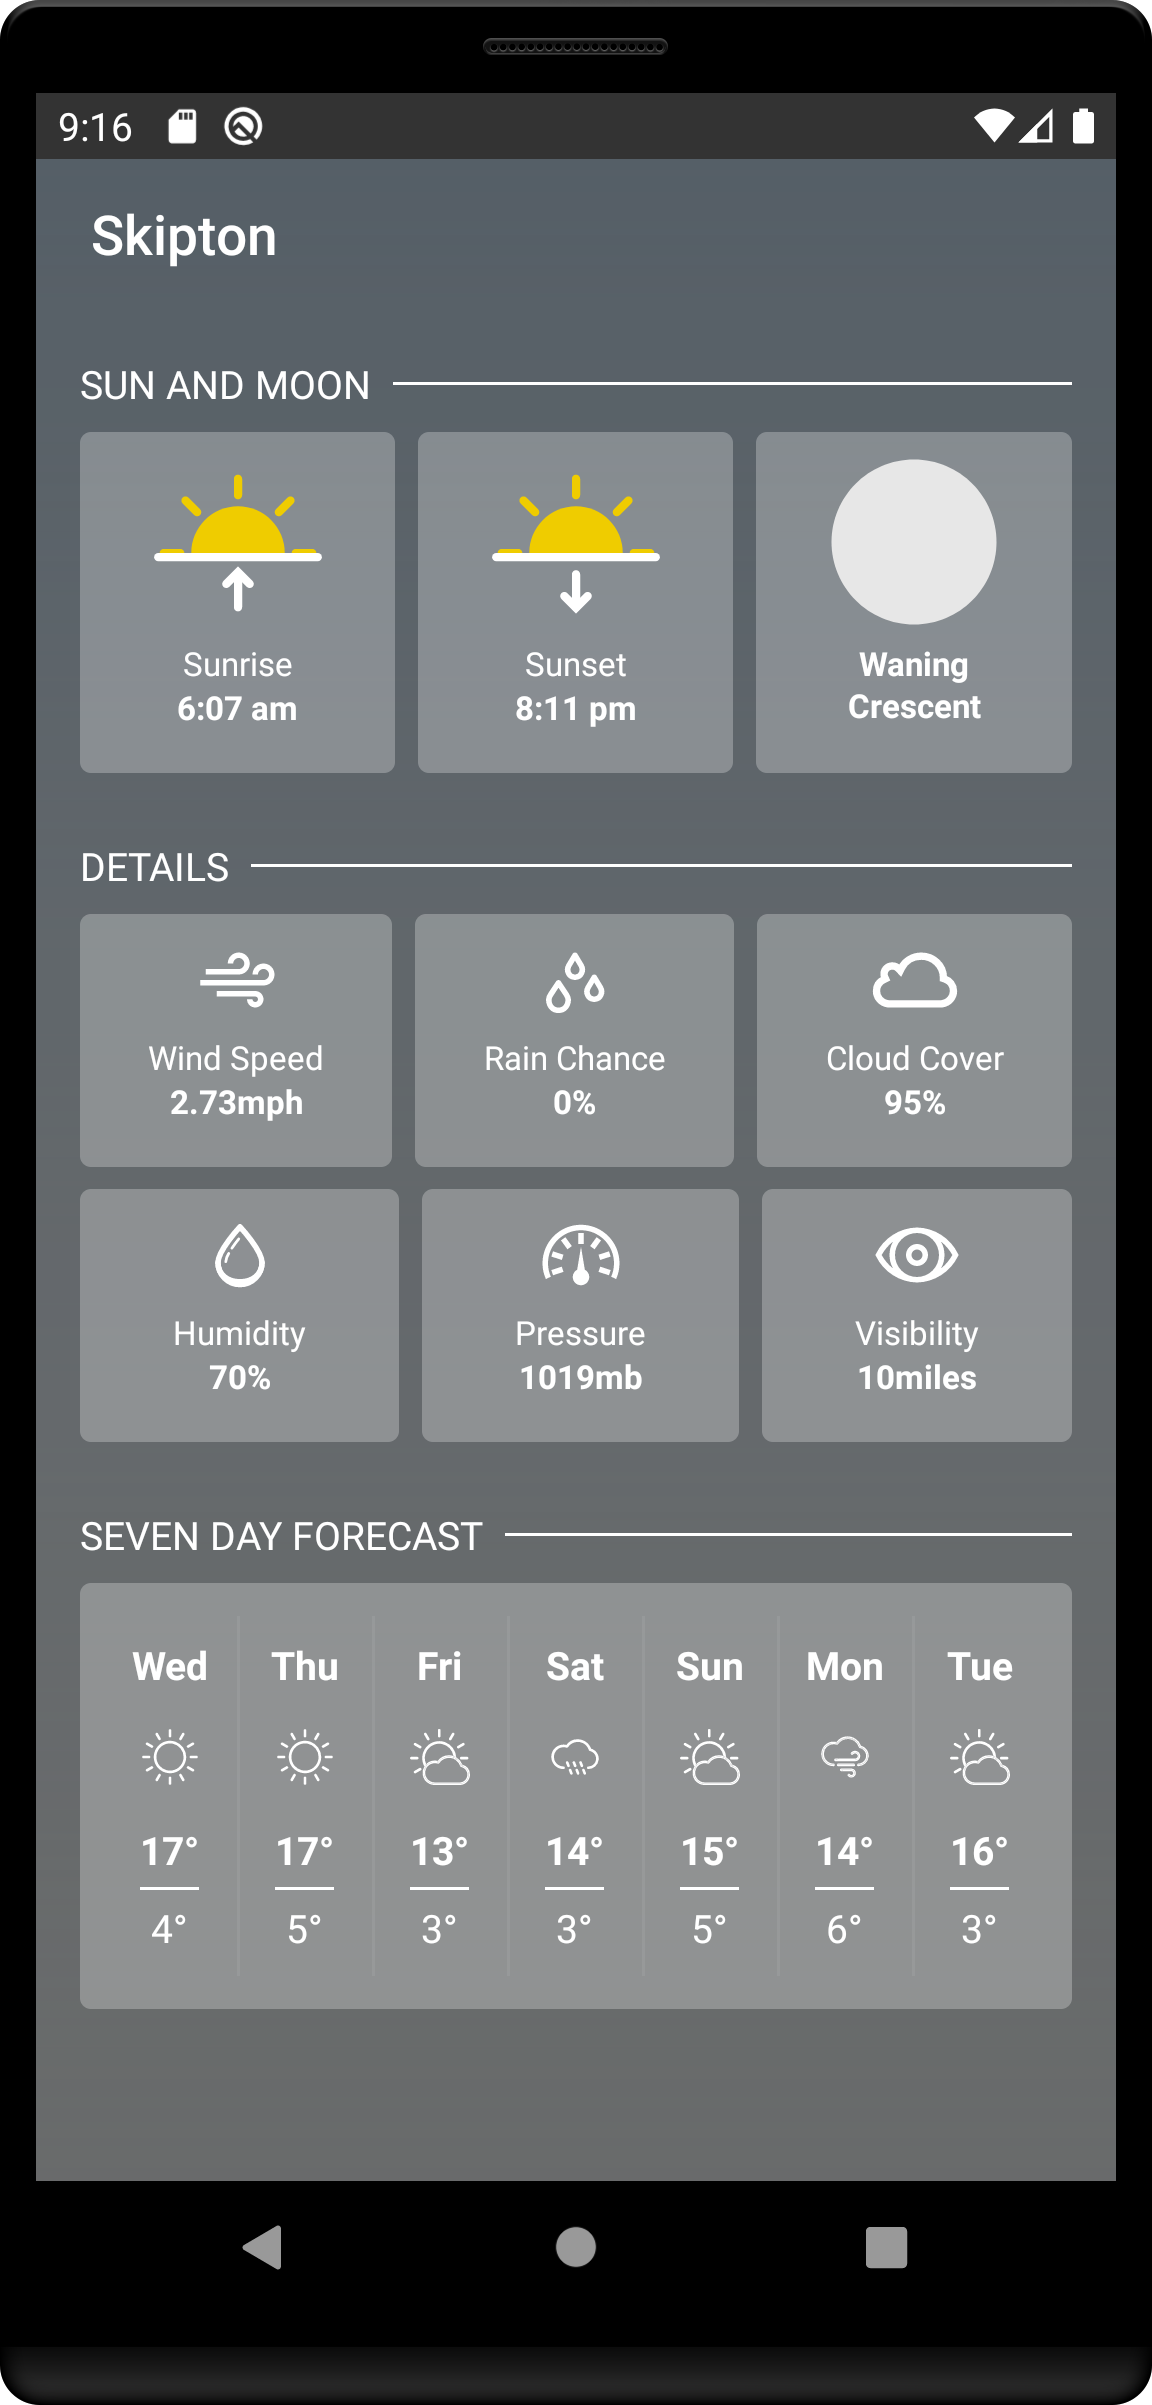 9:16
Skipton
SUN AND MOON
Sunrise
6:07 am
Sunset
8:11 pm
Waning
Crescent
DETAILS
Wind Speed
2.73mph
Rain Chance
0%
Cloud Cover
95%
Humidity
70%
Pressure
1019mb
Visibility
10miles
SEVEN DAY FORECAST
Wed Thu Fri Sat Sun Mon Tue
17° 17° 13° 14° 15° 14° 16°
4° 5° 3° 3° 5° 6° 3°